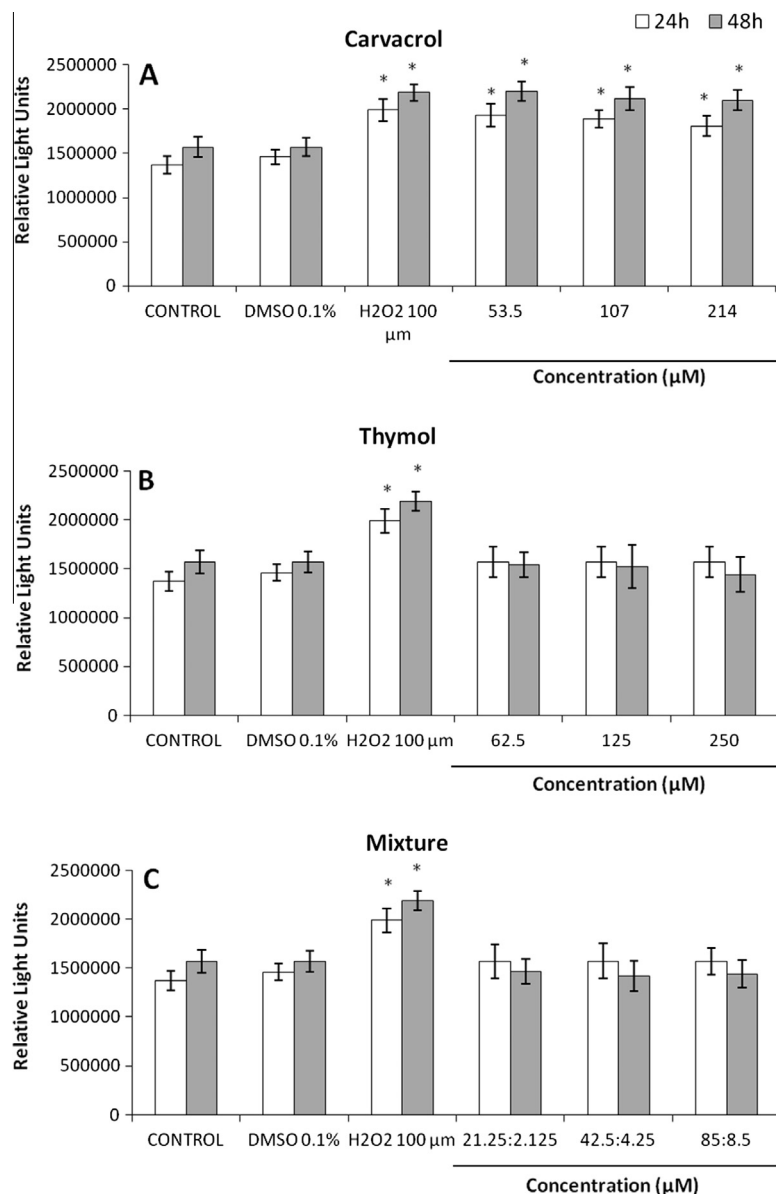 24h 48h
Carvacrol
A
Relative Light Units
2500000
2000000
1500000
1000000
500000
0
* * * * * * * *
CONTROL DMSO 0.1% H2O2 100 µm 53.5 107 214
Concentration (µM)
Thymol
B
Relative Light Units
2500000
2000000
1500000
1000000
500000
0
* *
CONTROL DMSO 0.1% H2O2 100 µm 62.5 125 250
Concentration (µM)
Mixture
C
Relative Light Units
2500000
2000000
1500000
1000000
500000
0
* *
CONTROL DMSO 0.1% H2O2 100 µm 21.25:2.125 42.5:4.25 85:8.5
Concentration (µM)